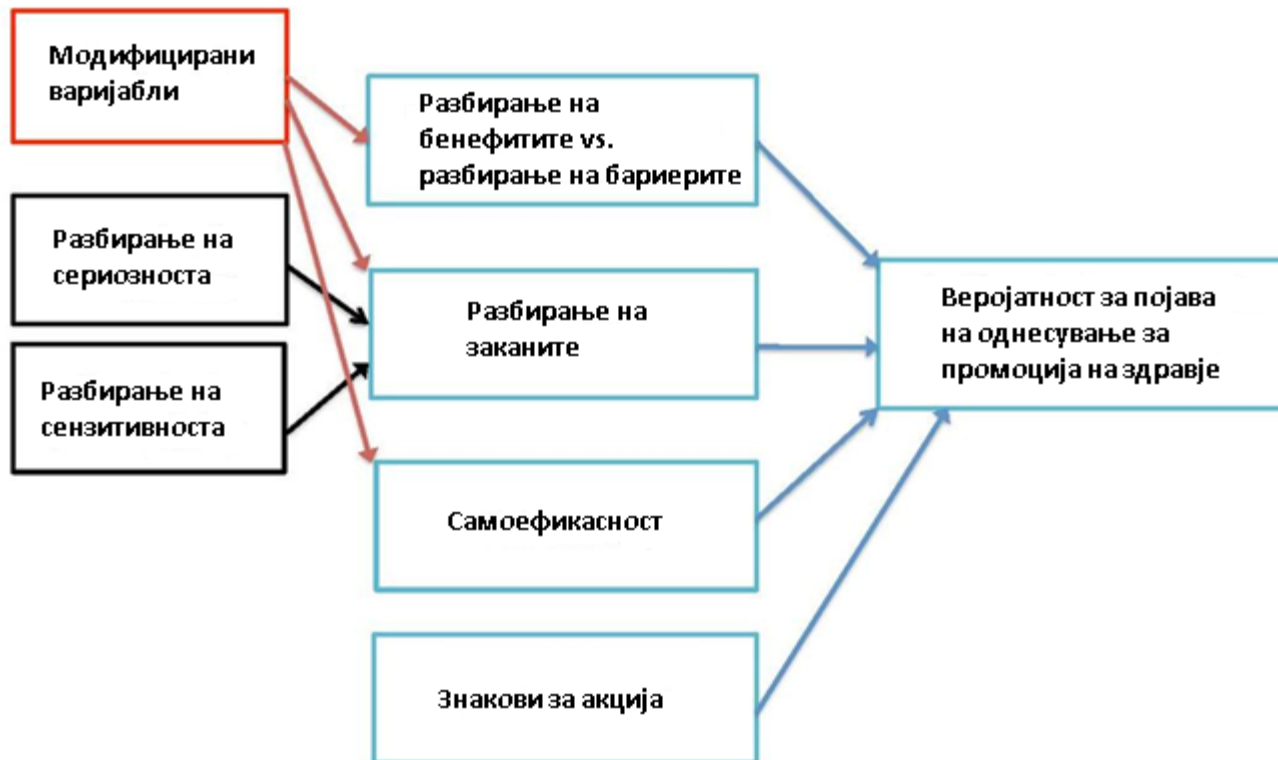 Модифицирани
варијабли
Разбирање на
сериозноста
Разбирање на
сензитивноста
Разбирање на
бенефитите vs.
разбирање на бариерите
Разбирање на
заканите
Самоефикасност
Знакови за акција
Веројатност за појава
на однесување за
промоција на здравје